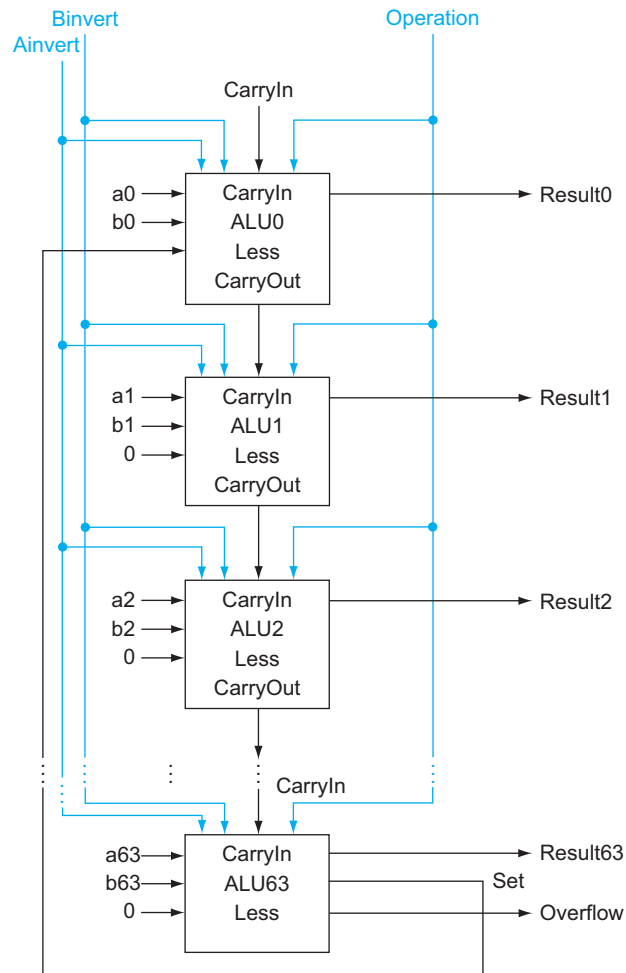 Binvert
Operation
Ainvert
CarryIn
a0
CarryIn
Result0
b0
ALU0
Less
CarryOut
a1
CarryIn
Result1
b1
ALU1
0
Less
CarryOut
a2
CarryIn
Result2
b2
ALU2
0
Less
CarryOut
CarryIn
a63
CarryIn
Result63
b63
ALU63
Set
0
Less
Overflow